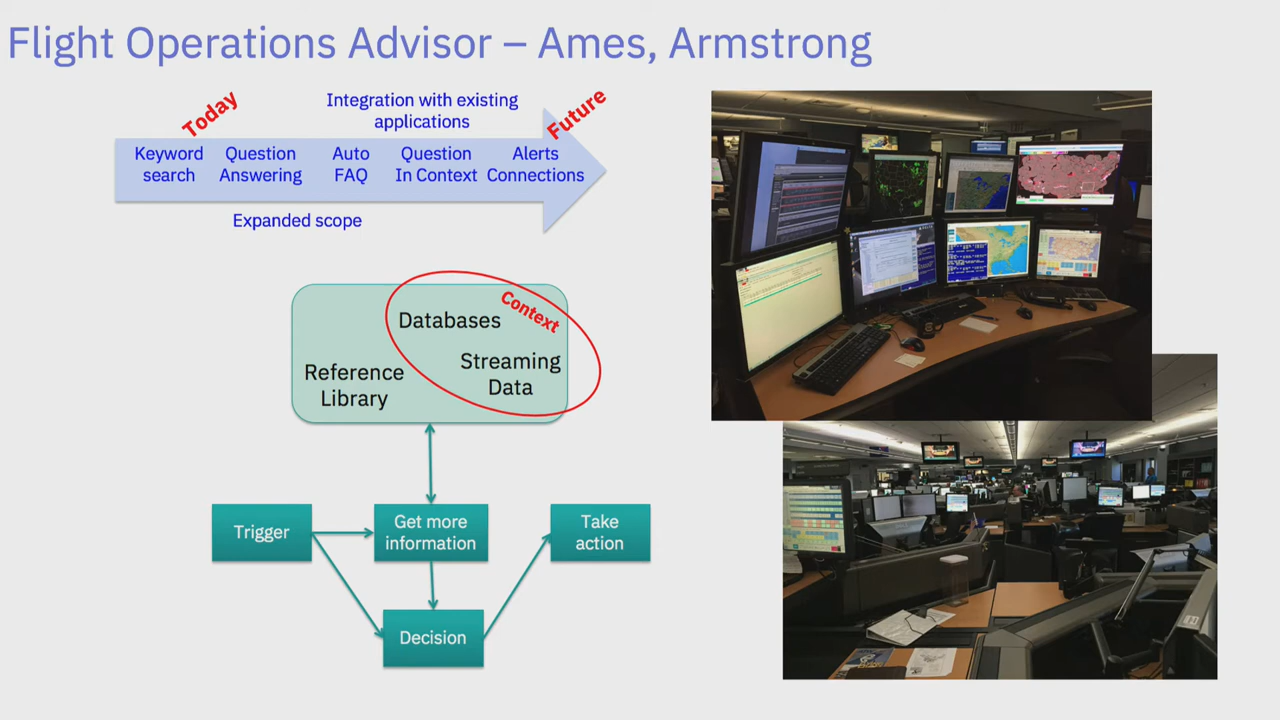 Flight Operations Advisor – Ames, Armstrong
Today
Integration with existing
applications
Future
Keyword
search
Question
Answering
Auto
FAQ
Question
In Context
Alerts
Connections
Expanded scope
Context
Databases
Streaming
Data
Reference
Library
Trigger
Get more
information
Take
action
Decision